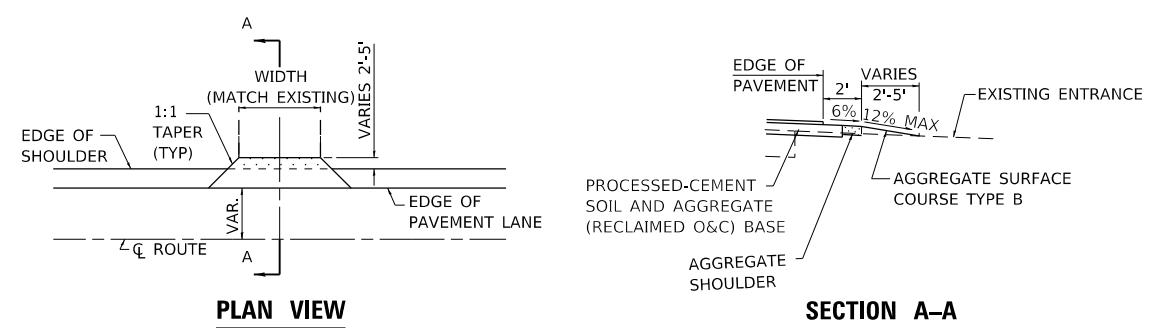 A
WIDTH
(MATCH EXISTING)
VARIES 2'-5'
1:1
TAPER
(TYP)
EDGE OF
SHOULDER
EDGE OF
PAVEMENT LANE
VAR.
℄ ROUTE
A
PLAN VIEW
EDGE OF
PAVEMENT
VARIES
2'
2'-5'
6%
12% MAX
EXISTING ENTRANCE
PROCESSED-CEMENT
SOIL AND AGGREGATE
(RECLAIMED O&C) BASE
AGGREGATE SURFACE
COURSE TYPE B
AGGREGATE
SHOULDER
SECTION A–A